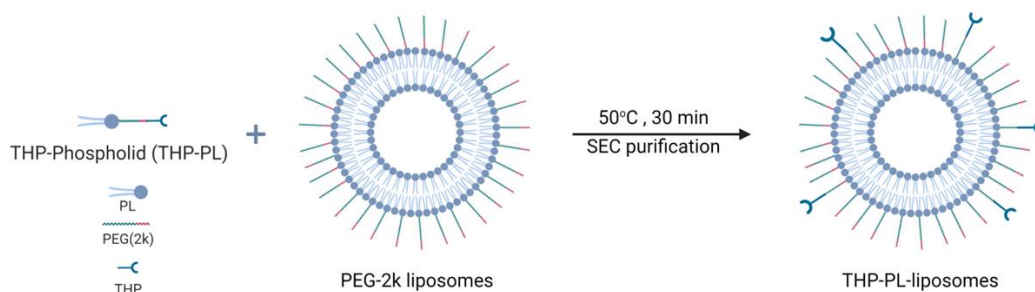 THP-Phospholid (THP-PL)
PL
PEG(2k)
THP
+
PEG-2k liposomes
50°C , 30 min
SEC purification
THP-PL-liposomes